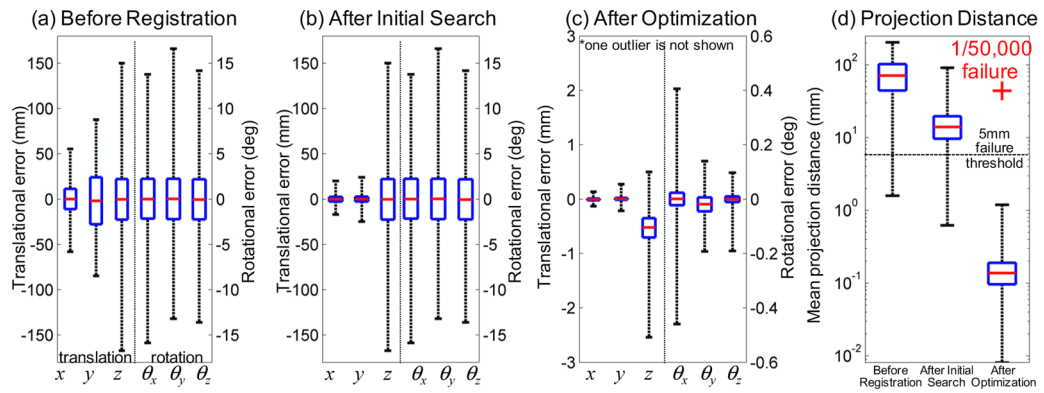 (a) Before Registration
Translational error (mm)
150
100
50
0
-50
-100
-150
Rotational error (deg)
15
10
5
0
-5
-10
-15
translation rotation
x y z θx θy θz
(b) After Initial Search
Translational error (mm)
150
100
50
0
-50
-100
-150
Rotational error (deg)
15
10
5
0
-5
-10
-15
x y z θx θy θz
(c) After Optimization
*one outlier is not shown
Translational error (mm)
3
2
1
0
-1
-2
-3
Rotational error (deg)
0.6
0.4
0.2
0
-0.2
-0.4
-0.6
x y z θx θy θz
(d) Projection Distance
Mean projection distance (mm)
10²
10¹
10⁰
10⁻¹
10⁻²
1/50,000
failure
5mm
failure
threshold
Before
Registration
After Initial
Search
After
Optimization